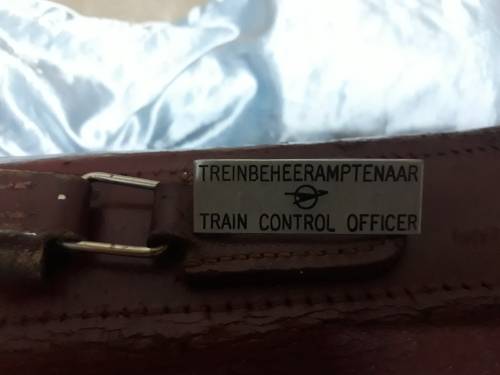 TREINBEHEERAMPTENAAR
TRAIN CONTROL OFFICER